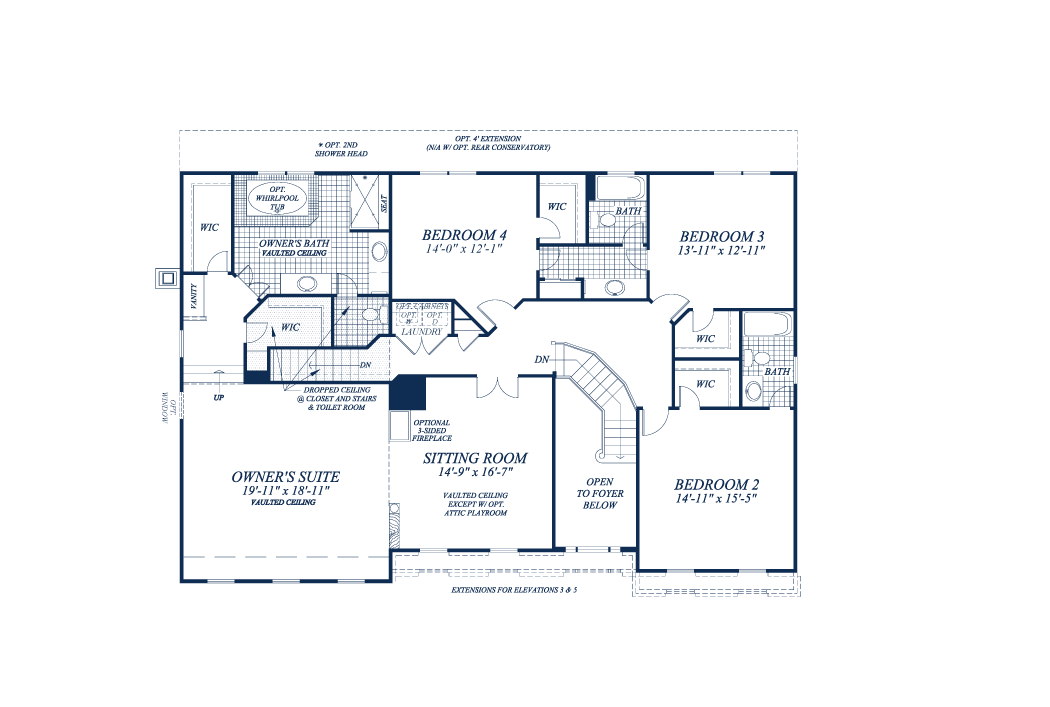 OPT. 4' EXTENSION
(N/A W/ OPT. REAR CONSERVATORY)
* OPT. 2ND
SHOWER HEAD
OPT.
WHIRLPOOL
TUB
SEAT
WIC
OWNER'S BATH
VAULTED CEILING
BEDROOM 4
14'-0" x 12'-1"
WIC
BATH
BEDROOM 3
13'-11" x 12'-11"
VANITY
WIC
OPT. CABINETS
OPT.
W
OPT.
D
LAUNDRY
DN
DN
WIC
WIC
BATH
UP
OPT.
WINDOW
DROPPED CEILING
@ CLOSET AND STAIRS
& TOILET ROOM
OPTIONAL
3-SIDED
FIREPLACE
SITTING ROOM
14'-9" x 16'-7"
VAULTED CEILING
EXCEPT W/ OPT.
ATTIC PLAYROOM
OWNER'S SUITE
19'-11" x 18'-11"
VAULTED CEILING
OPEN
TO FOYER
BELOW
BEDROOM 2
14'-11" x 15'-5"
EXTENSIONS FOR ELEVATIONS 3 & 5